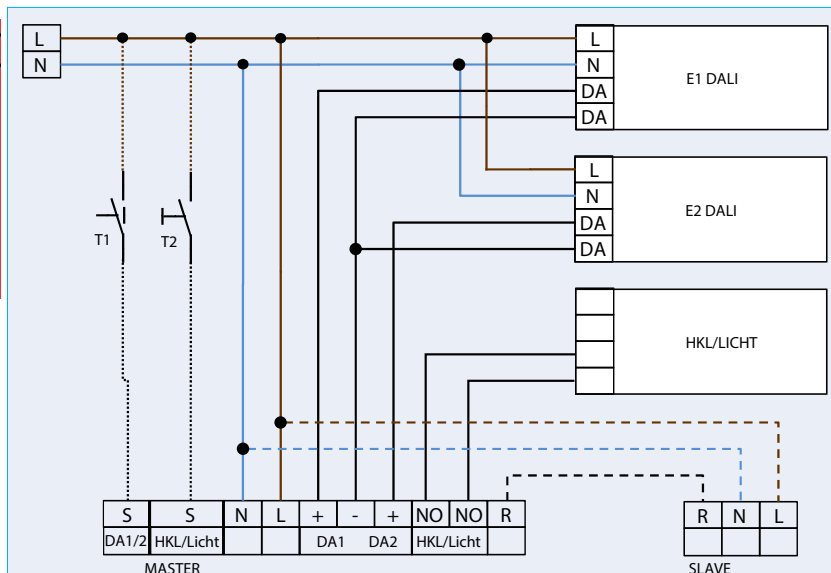 L
N
L
N
DA
DA
E1 DALI
L
N
DA
DA
E2 DALI
T1
T2
HKL/LICHT
S S N L + - + NO NO R
DA1/2 HKL/Licht DA1 DA2 HKL/Licht
MASTER
R N L
SLAVE